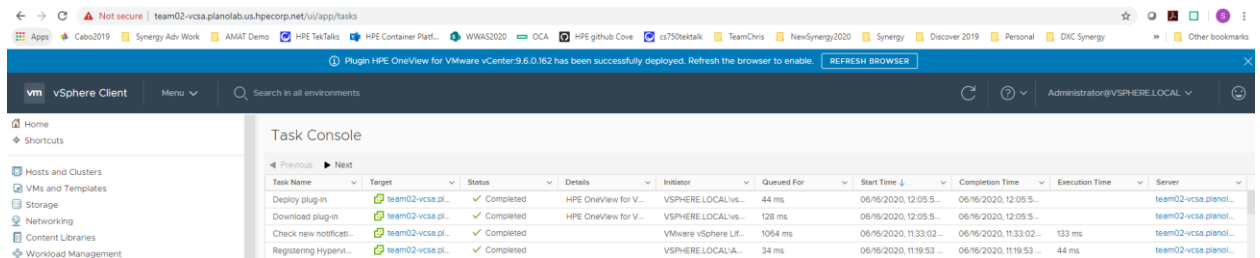 Not secure | team02-vcsa.planolab.us.hpecorp.net/ui/app/tasks
Apps Cabo2019 Synergy Adv Work AMAT Demo HPE TekTalks HPE Container Platf... WWAS2020 OCA HPE github Cove cs750tektalk TeamChris NewSynergy2020 Synergy Discover 2019 Personal DXC Synergy » Other bookmarks
Plugin HPE OneView for VMware vCenter:9.6.0.162 has been successfully deployed. Refresh the browser to enable. REFRESH BROWSER
vm vSphere Client Menu Search in all environments Administrator@VSPHERE.LOCAL
Home
Shortcuts
Hosts and Clusters
VMs and Templates
Storage
Networking
Content Libraries
Workload Management
Task Console
Previous Next
Task Name Target Status Details Initiator Queued For Start Time Completion Time Execution Time Server
Deploy plug-in team02-vcsa.pl... Completed HPE OneView for V... VSPHERE.LOCAL\vs... 44 ms 06/16/2020, 12:05:5... 06/16/2020, 12:05:5... team02-vcsa.planol...
Download plug-in team02-vcsa.pl... Completed HPE OneView for V... VSPHERE.LOCAL\vs... 128 ms 06/16/2020, 12:05:5... 06/16/2020, 12:05:5... team02-vcsa.planol...
Check new notificati... team02-vcsa.pl... Completed VMware vSphere Lif... 1064 ms 06/16/2020, 11:33:02... 06/16/2020, 11:33:02... 133 ms team02-vcsa.planol...
Registering Hypervi... team02-vcsa.pl... Completed VSPHERE.LOCAL\A... 34 ms 06/16/2020, 11:19:53 ... 06/16/2020, 11:19:53 ... 44 ms team02-vcsa.planol...